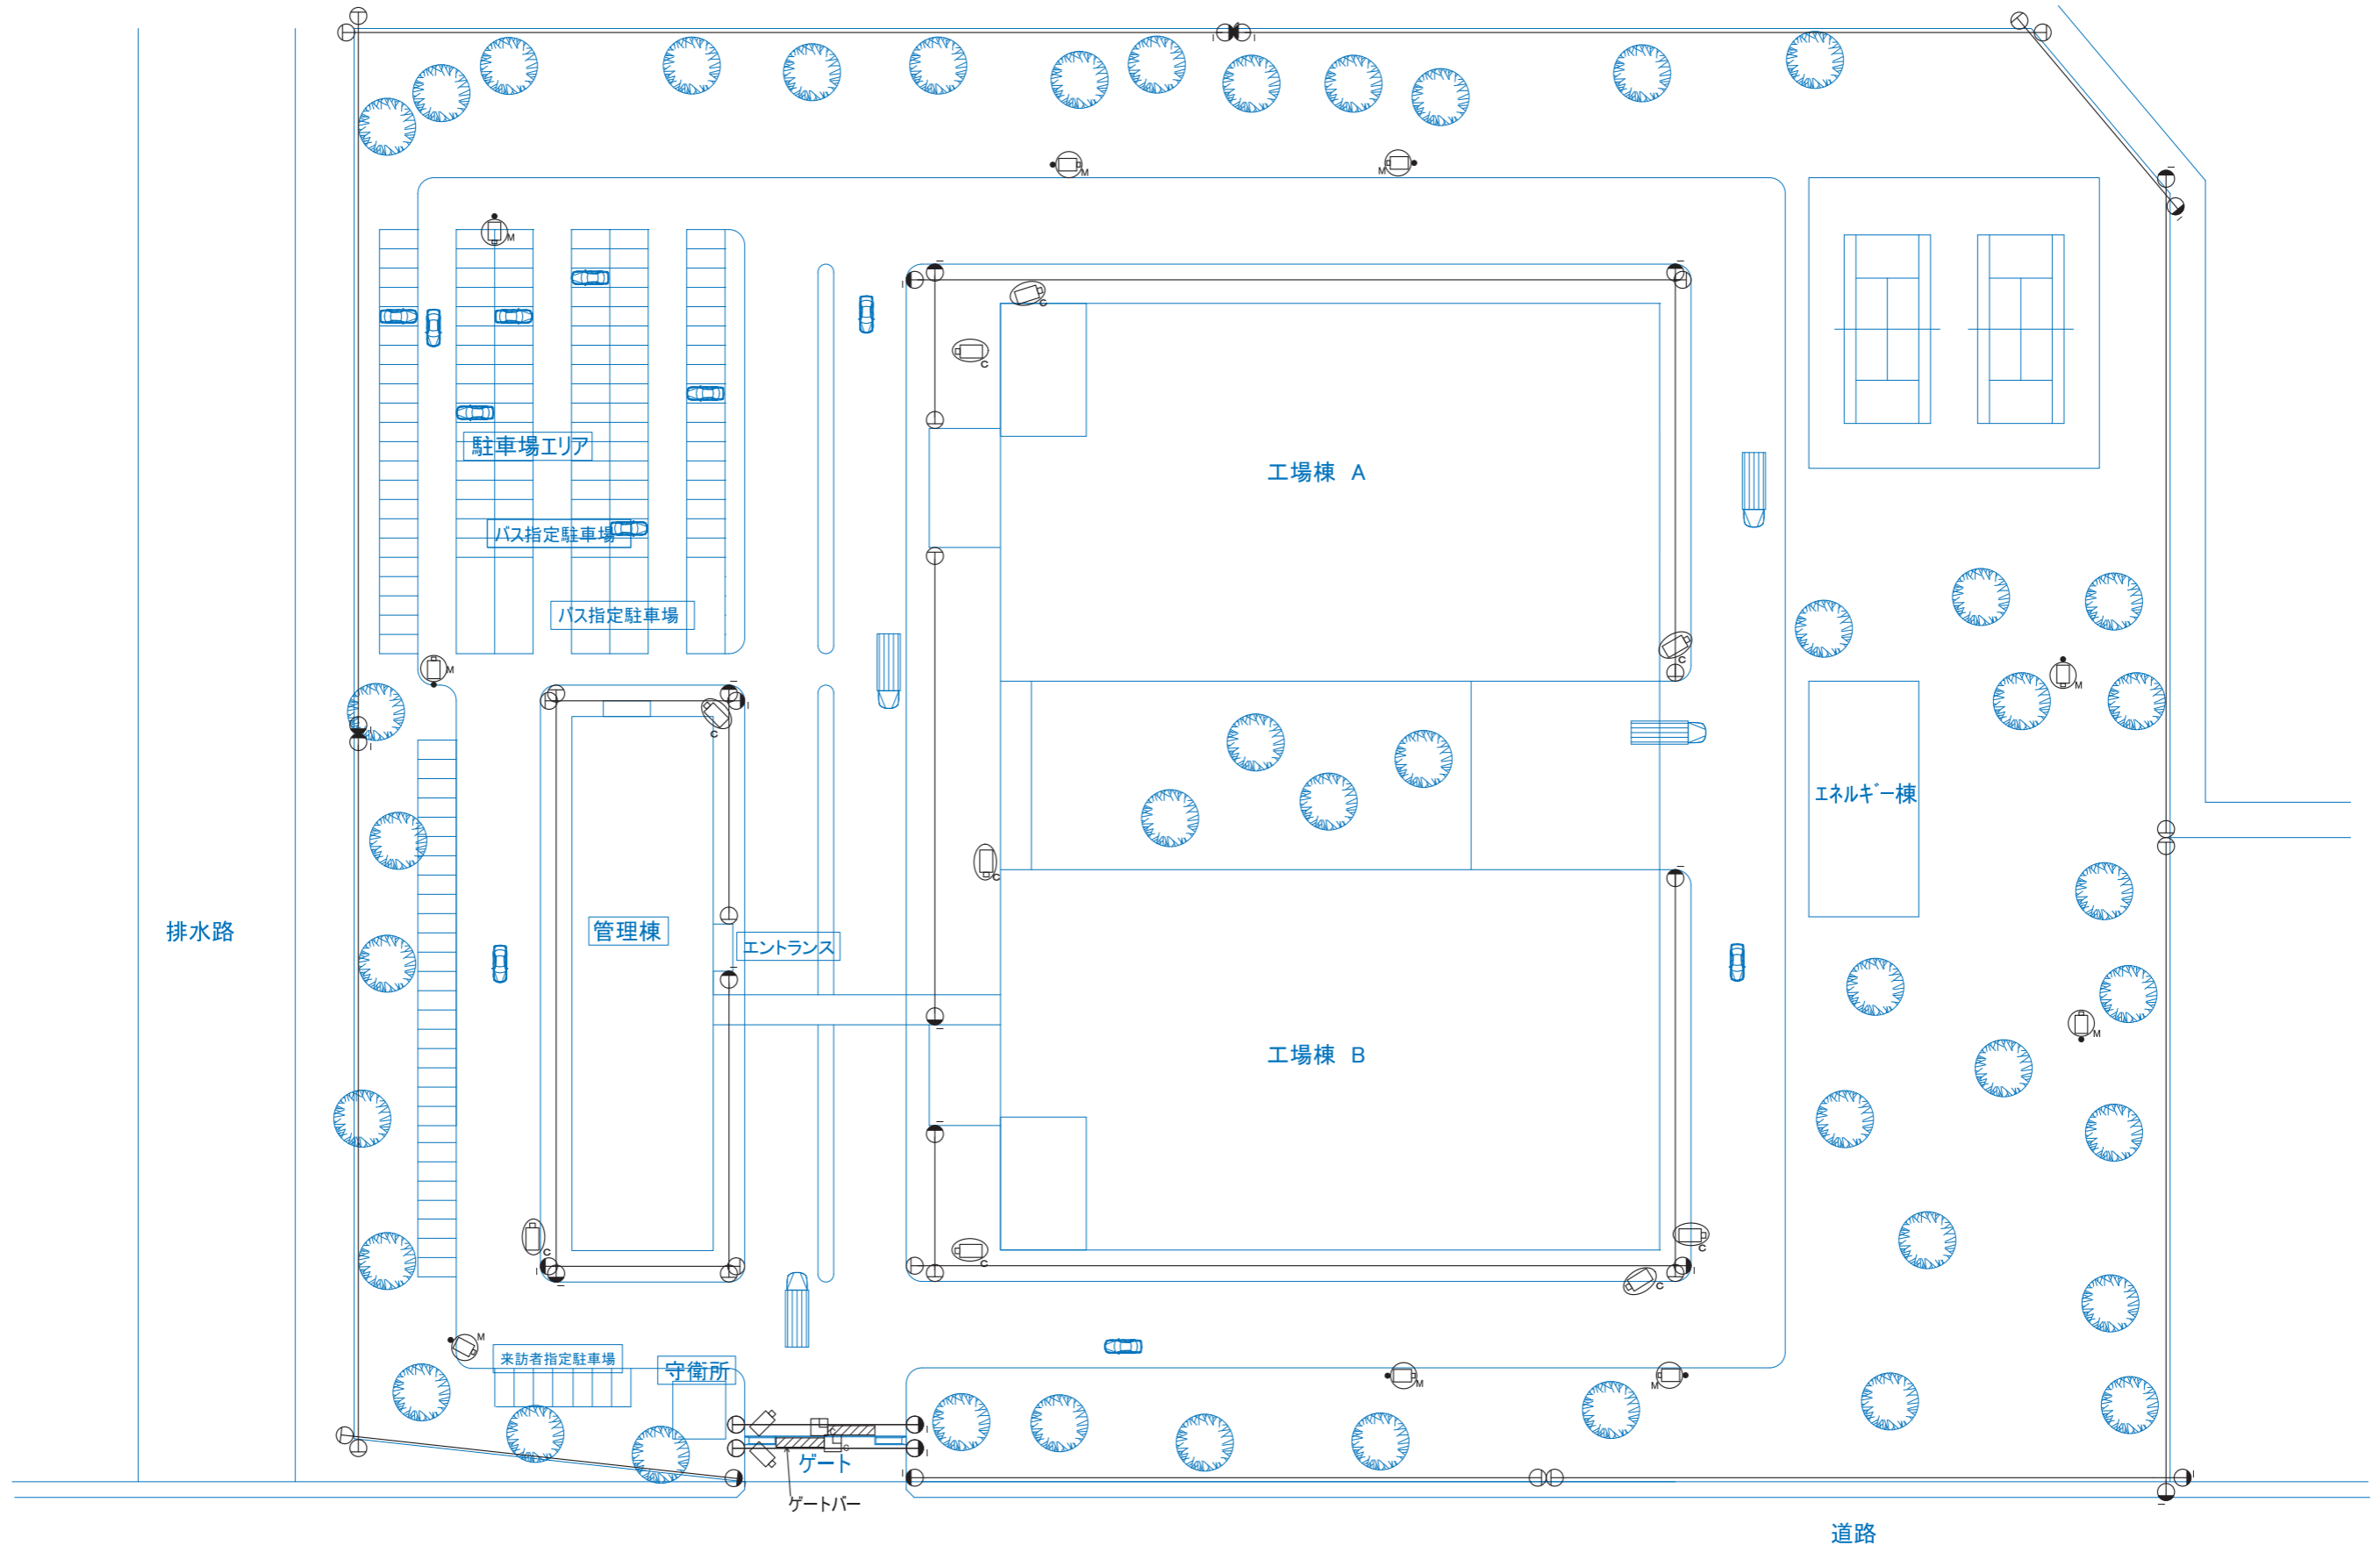 駐車場エリア
工場棟 A
バス指定駐車場
バス指定駐車場
エネルギー棟
排水路
管理棟
エントランス
工場棟 B
来訪者指定駐車場
守衛所
ゲート
ゲートバー
道路